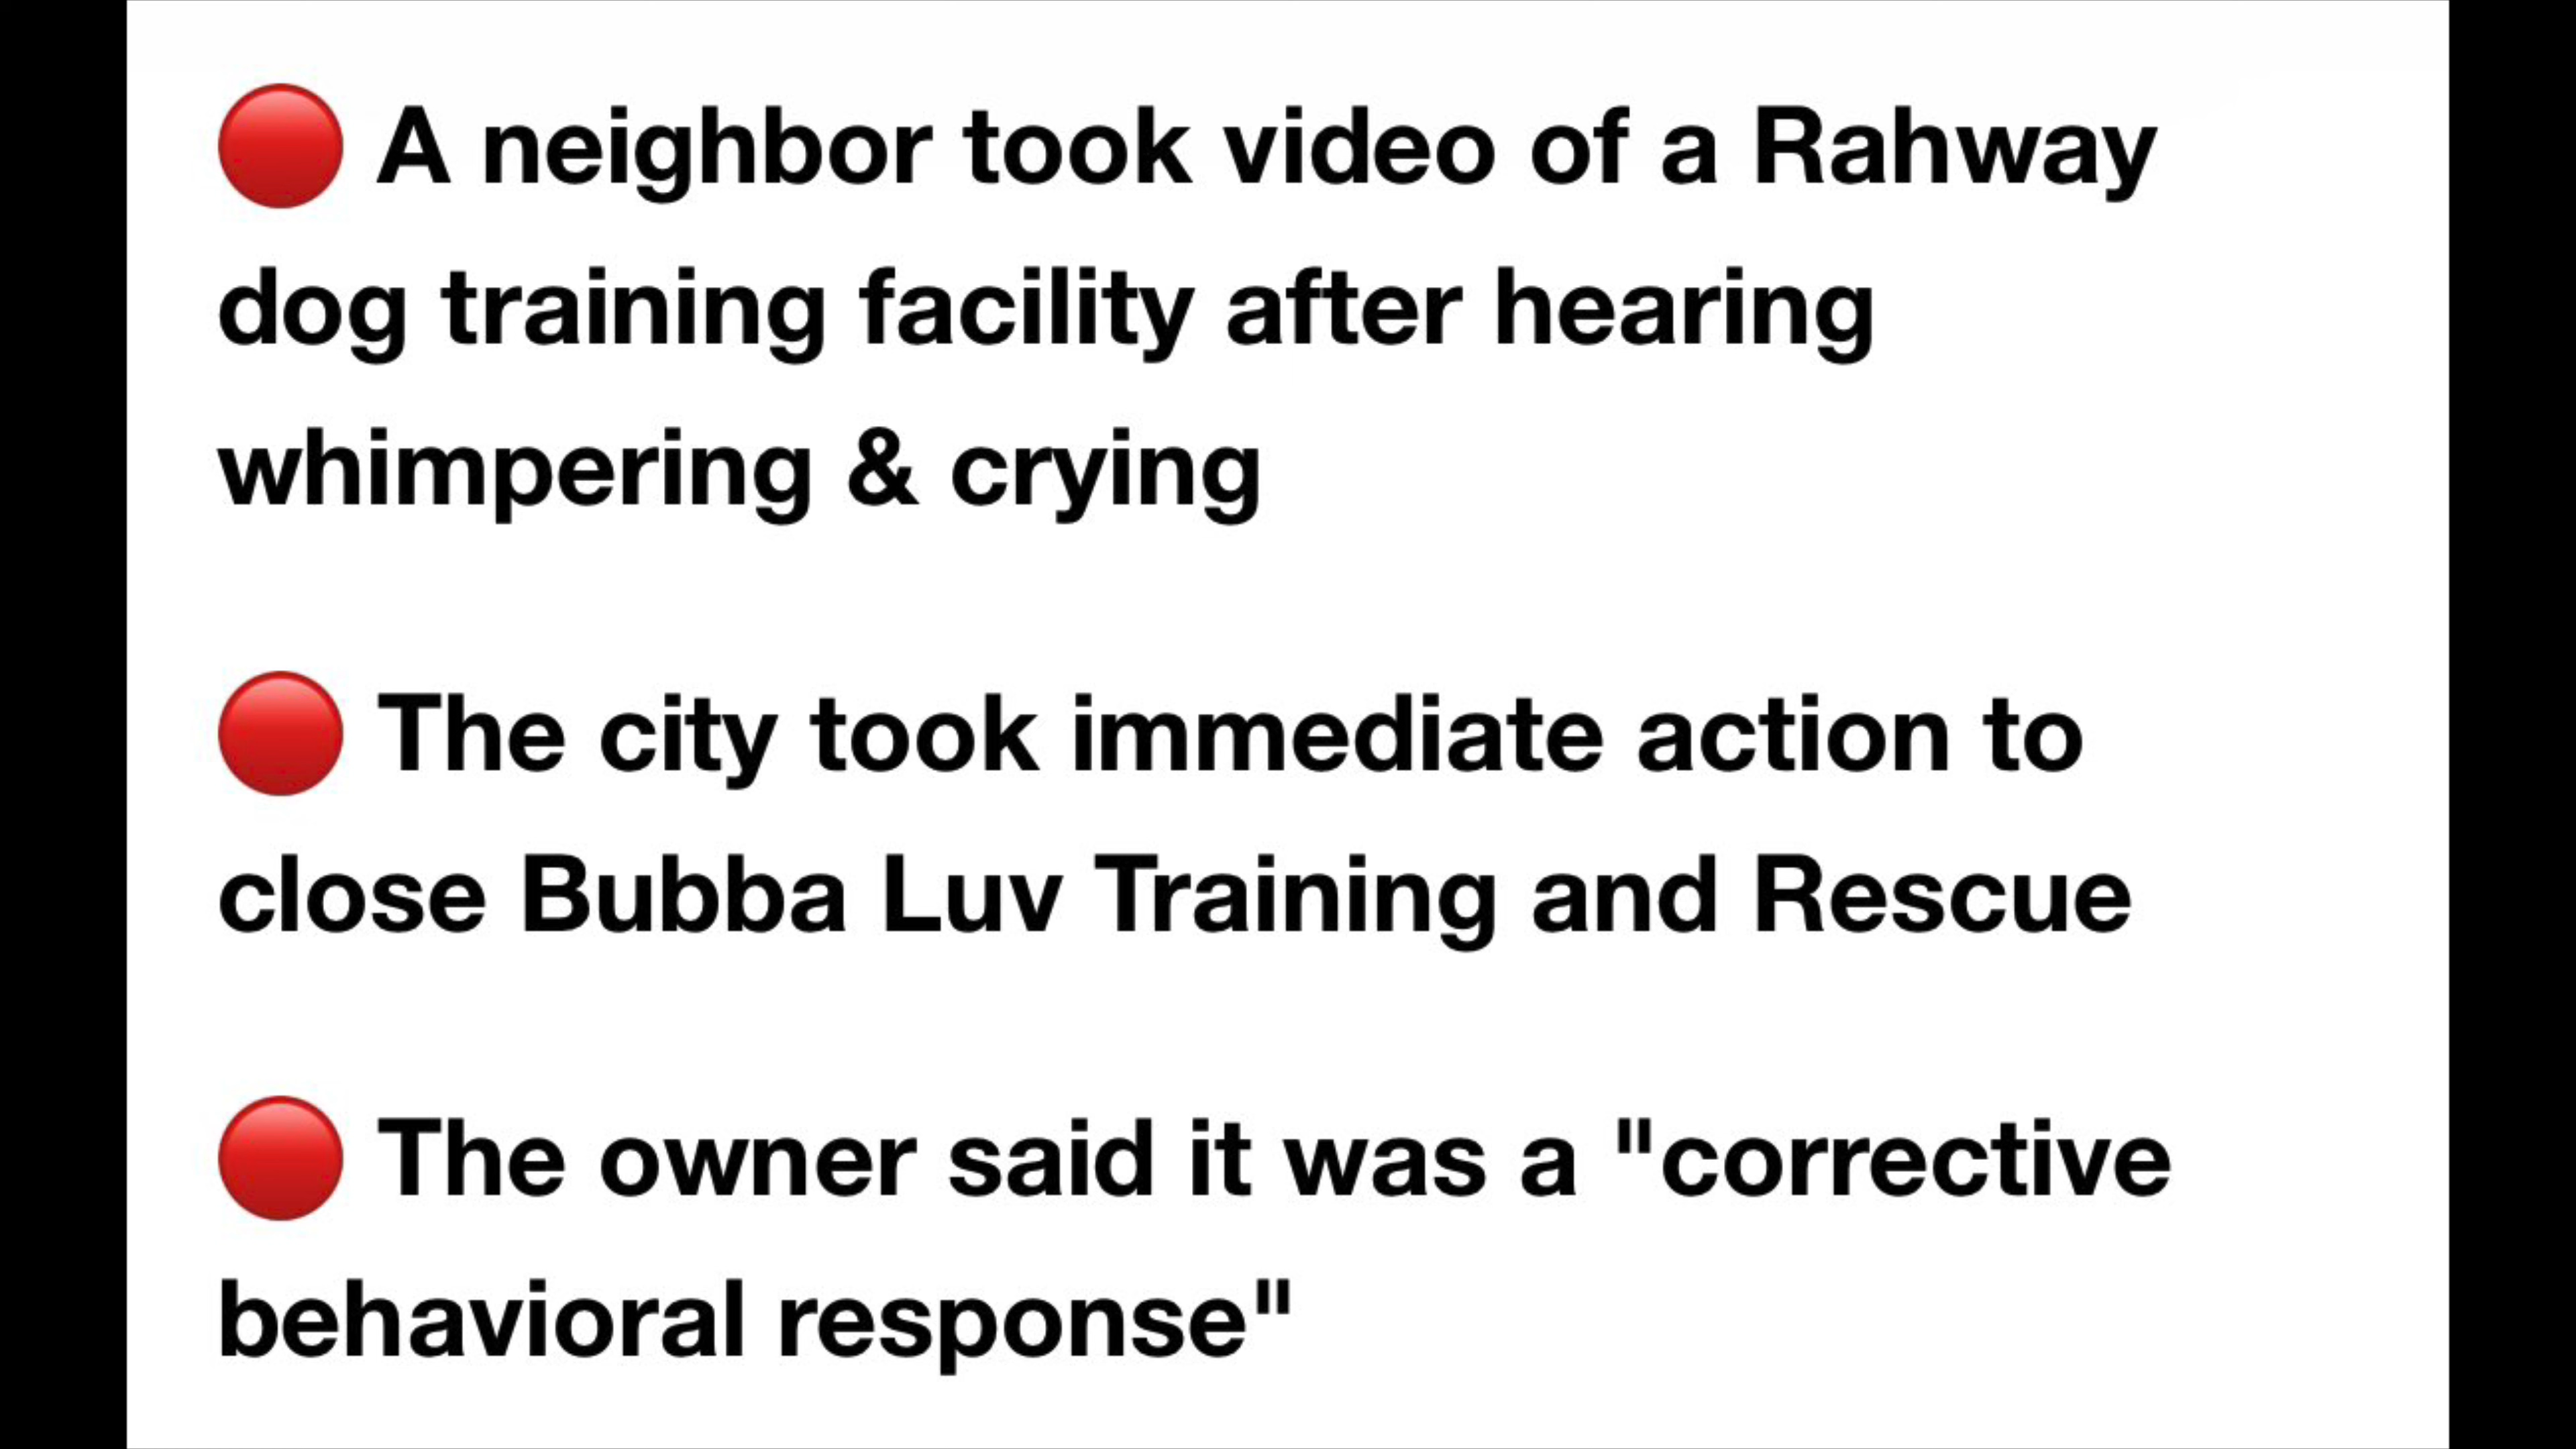 🔴 A neighbor took video of a Rahway
dog training facility after hearing
whimpering & crying
🔴 The city took immediate action to
close Bubba Luv Training and Rescue
🔴 The owner said it was a "corrective
behavioral response"